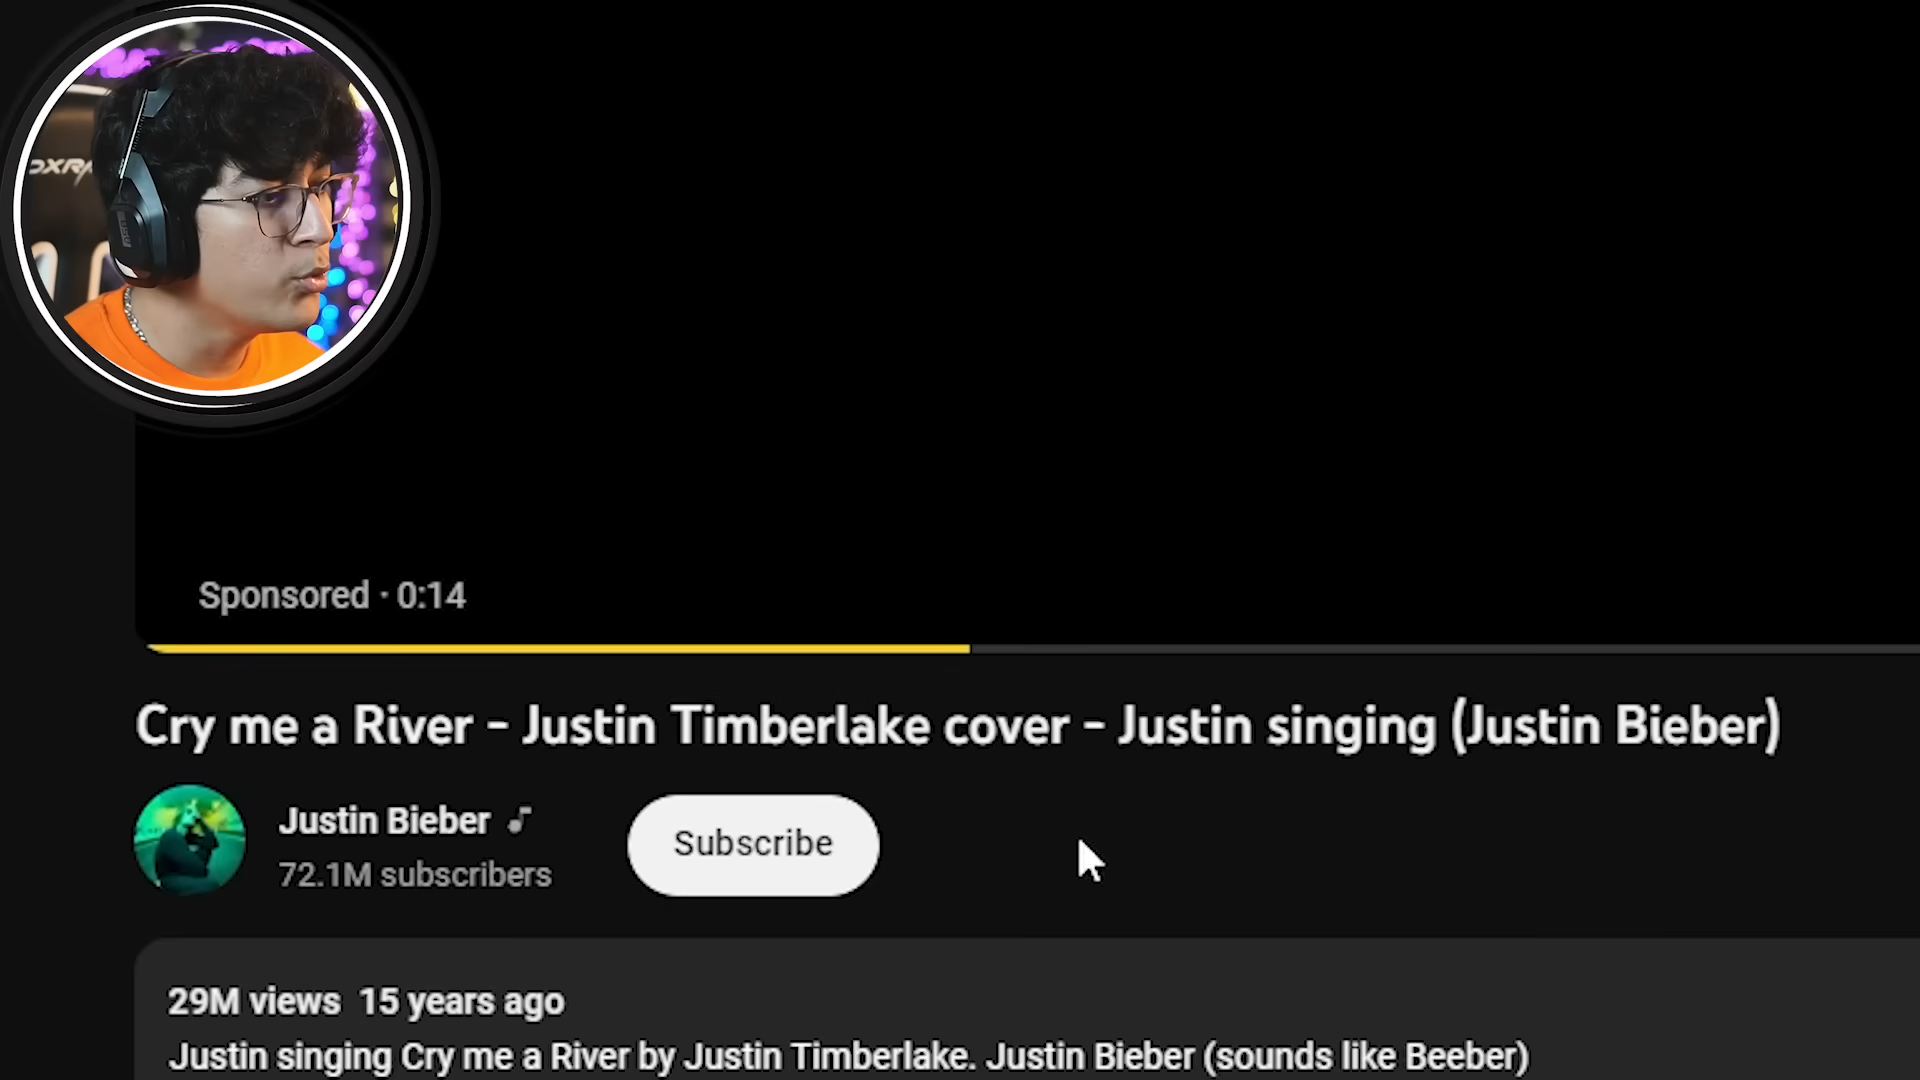 DXRA
Sponsored · 0:14
Cry me a River - Justin Timberlake cover - Justin singing (Justin Bieber)
Justin Bieber
72.1M subscribers
Subscribe
29M views 15 years ago
Justin singing Cry me a River by Justin Timberlake. Justin Bieber (sounds like Beeber)